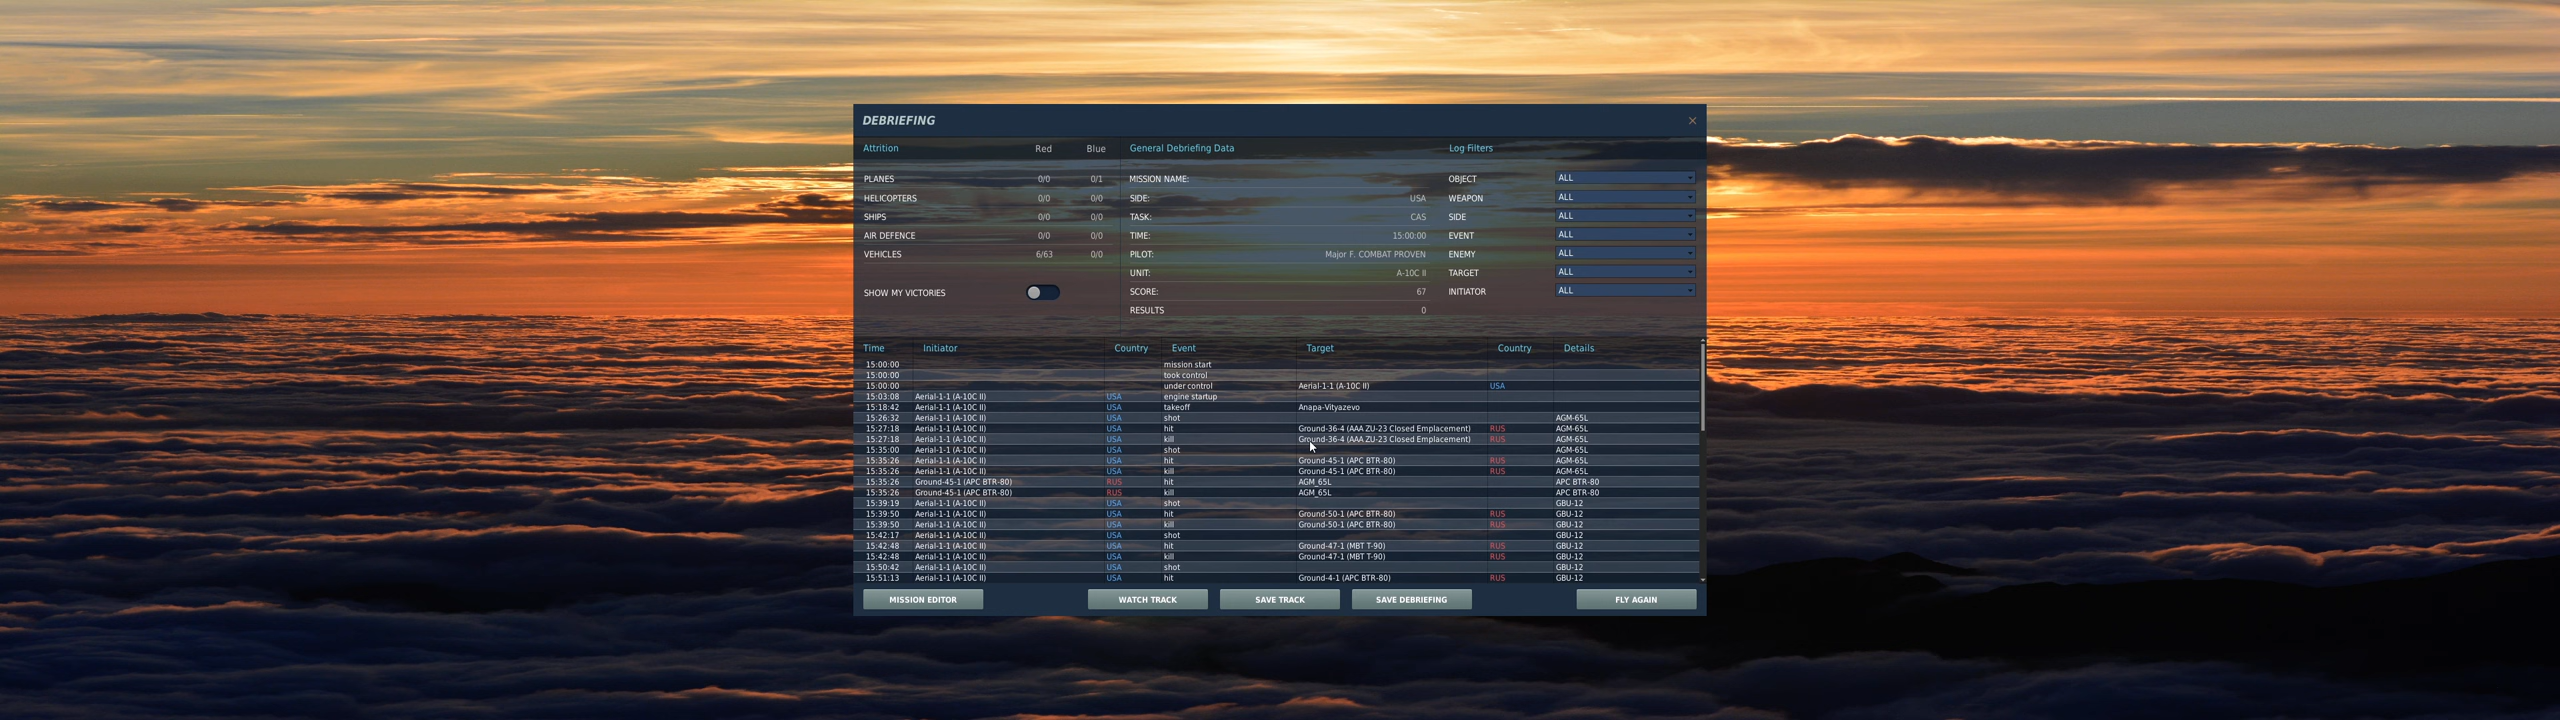 DEBRIEFING
Attrition Red Blue General Debriefing Data Log Filters
PLANES 0/0 0/1 MISSION NAME: OBJECT ALL
HELICOPTERS 0/0 0/0 SIDE: USA WEAPON ALL
SHIPS 0/0 0/0 TASK: CAS SIDE ALL
AIR DEFENCE 0/0 0/0 TIME: 15:00:00 EVENT ALL
VEHICLES 6/63 0/0 PILOT: Major F. COMBAT PROVEN ENEMY ALL
UNIT: A-10C II TARGET ALL
SHOW MY VICTORIES SCORE: 67 INITIATOR ALL
RESULTS 0
Time Initiator Country Event Target Country Details
15:00:00 mission start
15:00:00 took control
15:00:00 under control Aerial-1-1 (A-10C II) USA
15:03:08 Aerial-1-1 (A-10C II) USA engine startup
15:18:42 Aerial-1-1 (A-10C II) USA takeoff Anapa-Vityazevo
15:26:32 Aerial-1-1 (A-10C II) USA shot AGM-65L
15:27:18 Aerial-1-1 (A-10C II) USA hit Ground-36-4 (AAA ZU-23 Closed Emplacement) RUS AGM-65L
15:27:18 Aerial-1-1 (A-10C II) USA kill Ground-36-4 (AAA ZU-23 Closed Emplacement) RUS AGM-65L
15:35:00 Aerial-1-1 (A-10C II) USA shot AGM-65L
15:35:26 Aerial-1-1 (A-10C II) USA hit Ground-45-1 (APC BTR-80) RUS AGM-65L
15:35:26 Aerial-1-1 (A-10C II) USA kill Ground-45-1 (APC BTR-80) RUS AGM-65L
15:35:26 Ground-45-1 (APC BTR-80) RUS hit AGM_65L APC BTR-80
15:35:26 Ground-45-1 (APC BTR-80) RUS kill AGM_65L APC BTR-80
15:39:19 Aerial-1-1 (A-10C II) USA shot GBU-12
15:39:50 Aerial-1-1 (A-10C II) USA hit Ground-50-1 (APC BTR-80) RUS GBU-12
15:39:50 Aerial-1-1 (A-10C II) USA kill Ground-50-1 (APC BTR-80) RUS GBU-12
15:42:17 Aerial-1-1 (A-10C II) USA shot GBU-12
15:42:48 Aerial-1-1 (A-10C II) USA hit Ground-47-1 (MBT T-90) RUS GBU-12
15:42:48 Aerial-1-1 (A-10C II) USA kill Ground-47-1 (MBT T-90) RUS GBU-12
15:50:42 Aerial-1-1 (A-10C II) USA shot GBU-12
15:51:13 Aerial-1-1 (A-10C II) USA hit Ground-4-1 (APC BTR-80) RUS GBU-12
MISSION EDITOR WATCH TRACK SAVE TRACK SAVE DEBRIEFING FLY AGAIN